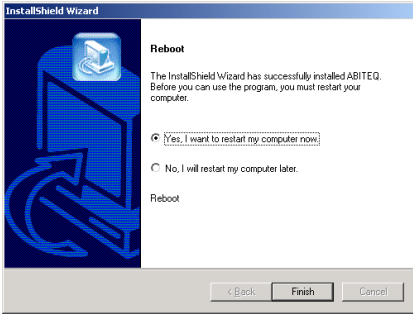 InstallShield Wizard
Reboot
The InstallShield Wizard has successfully installed ABITEQ.
Before you can use the program, you must restart your
computer.
Yes, I want to restart my computer now.
No, I will restart my computer later.
Reboot
< Back
Finish
Cancel